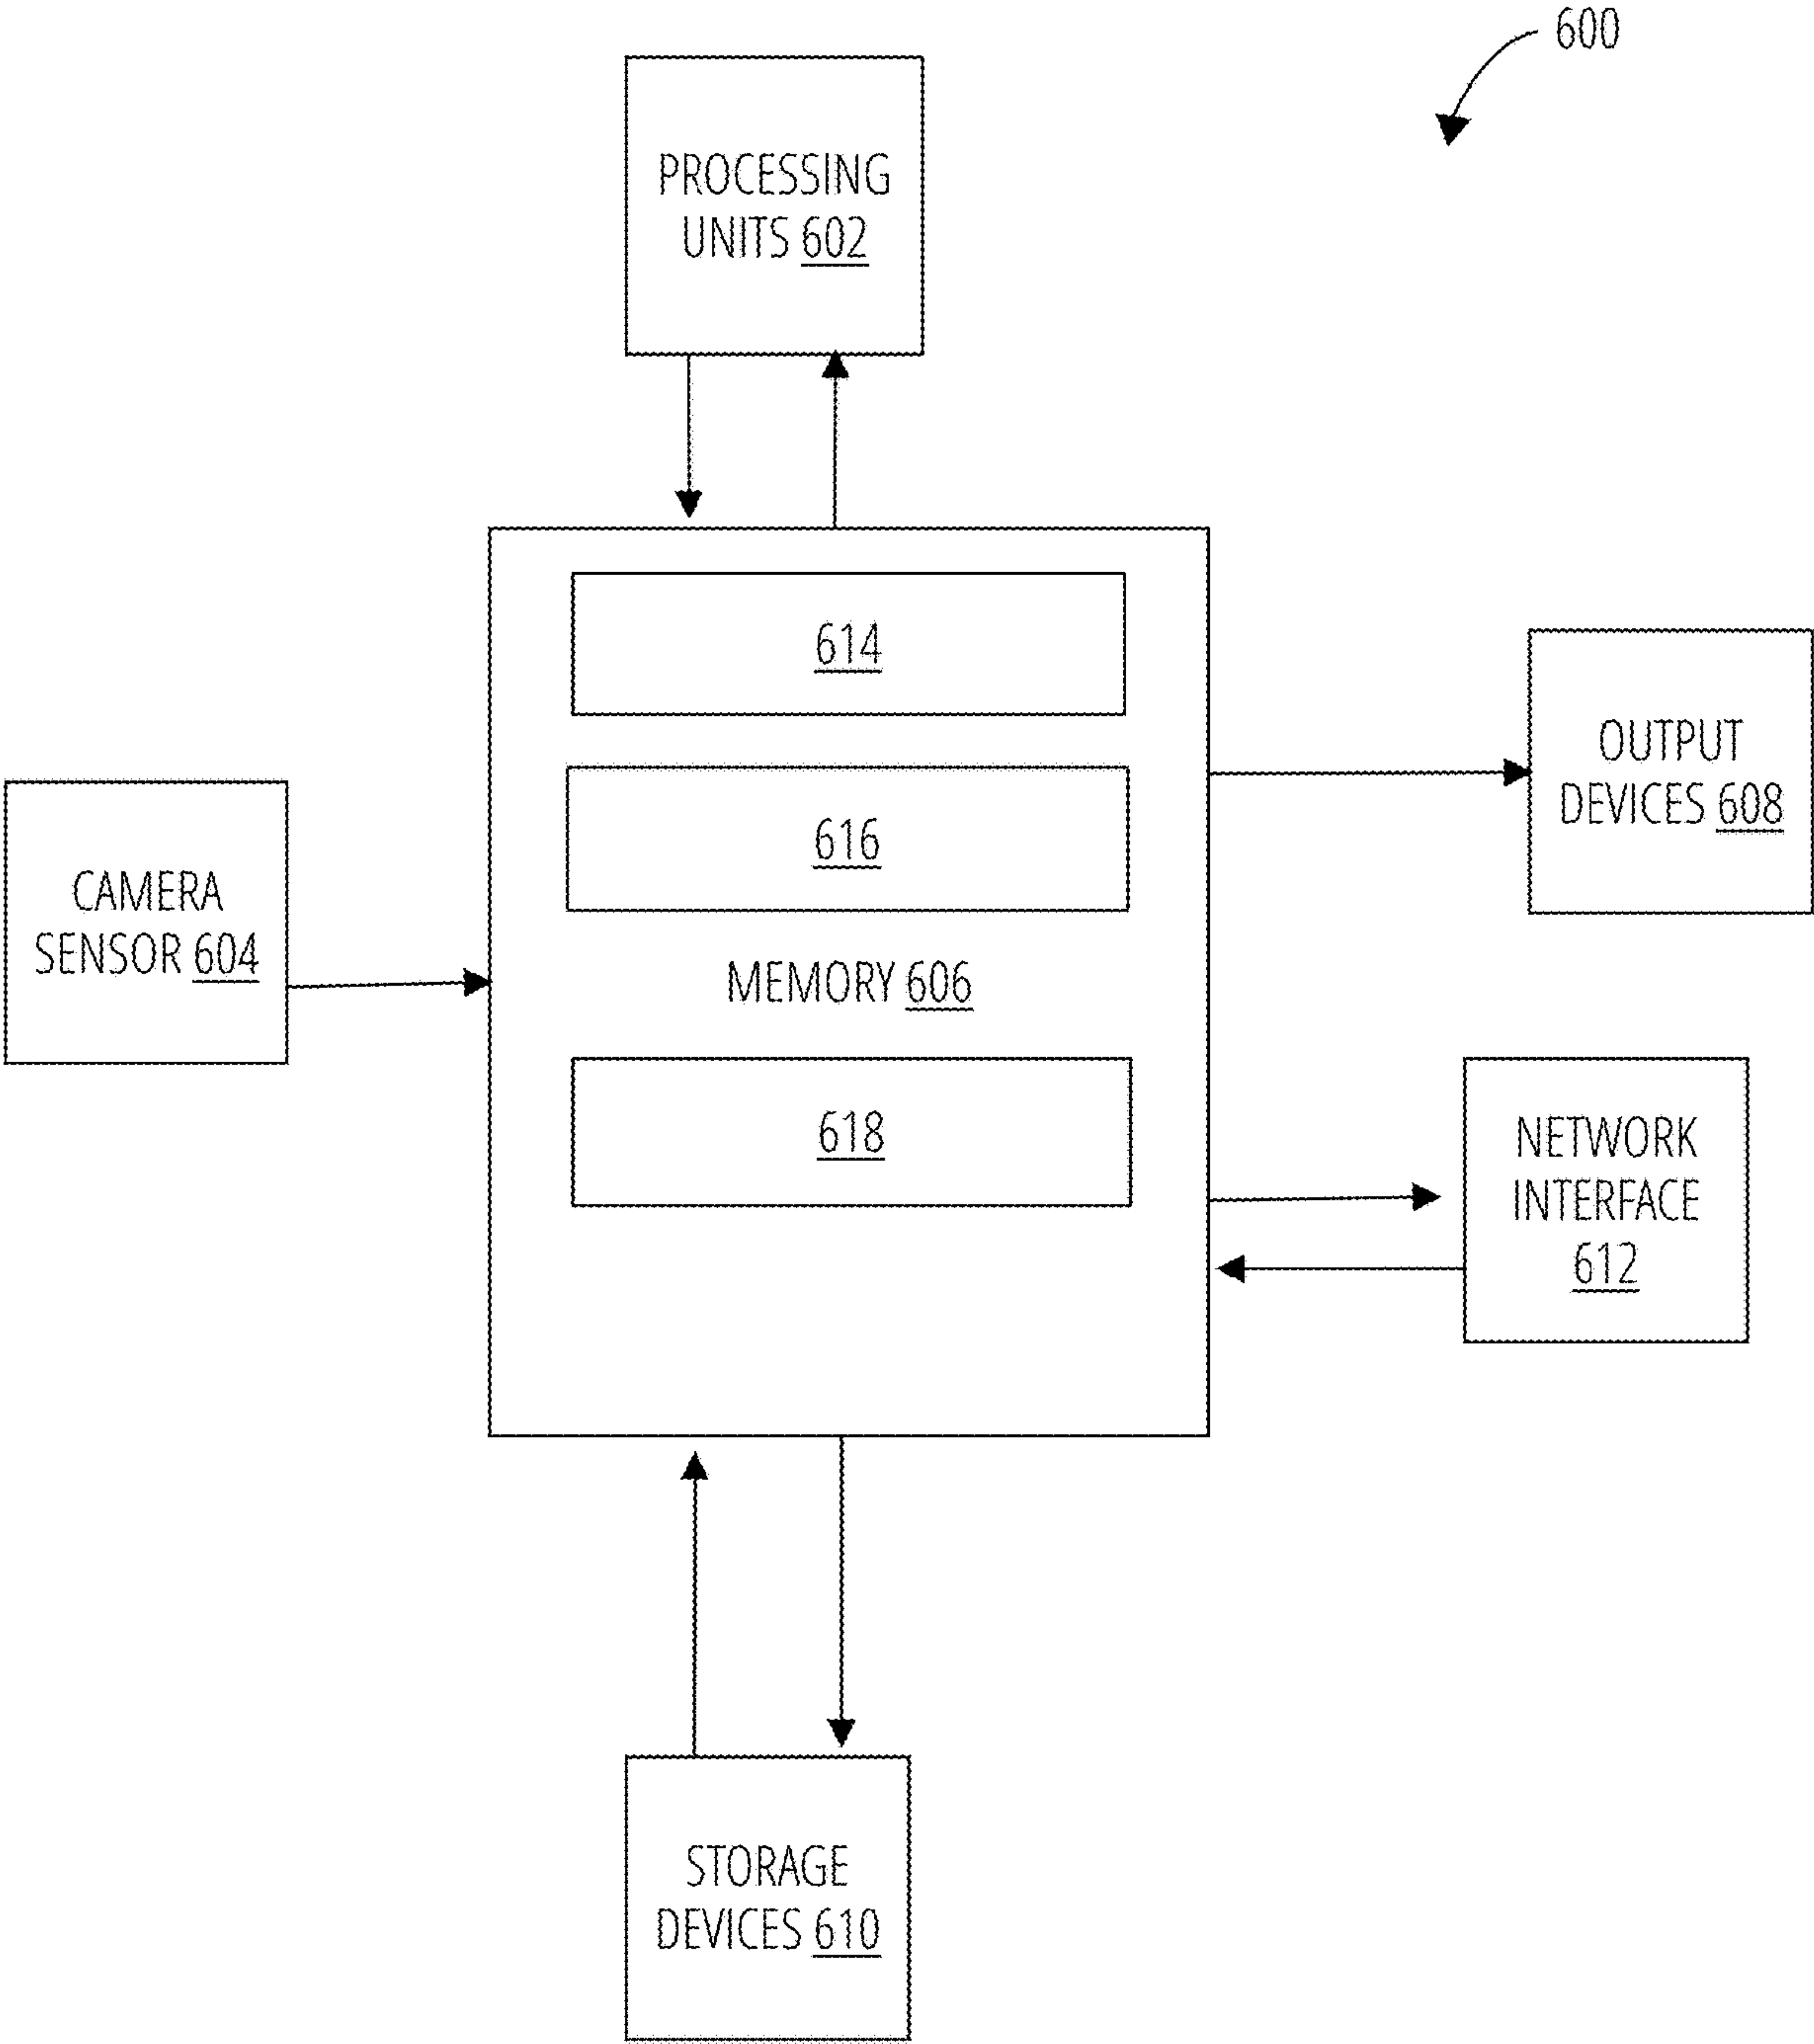 600
PROCESSING
UNITS 602
614
616
MEMORY 606
618
CAMERA
SENSOR 604
OUTPUT
DEVICES 608
NETWORK
INTERFACE
612
STORAGE
DEVICES 610